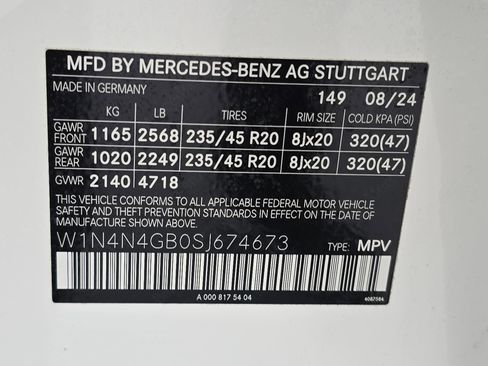 MFD BY MERCEDES-BENZ AG STUTTGART
MADE IN GERMANY 149 08/24
KG LB TIRES RIM SIZE COLD KPA (PSI)
GAWR FRONT 1165 2568 235/45 R20 8Jx20 320(47)
GAWR REAR 1020 2249 235/45 R20 8Jx20 320(47)
GVWR 2140 4718
THIS VEHICLE CONFORMS TO ALL APPLICABLE FEDERAL MOTOR VEHICLE
SAFETY AND THEFT PREVENTION STANDARDS IN EFFECT ON THE DATE OF
MANUFACTURE SHOWN ABOVE.
W1N4N4GB0SJ674673 TYPE: MPV
A 000 817 54 04